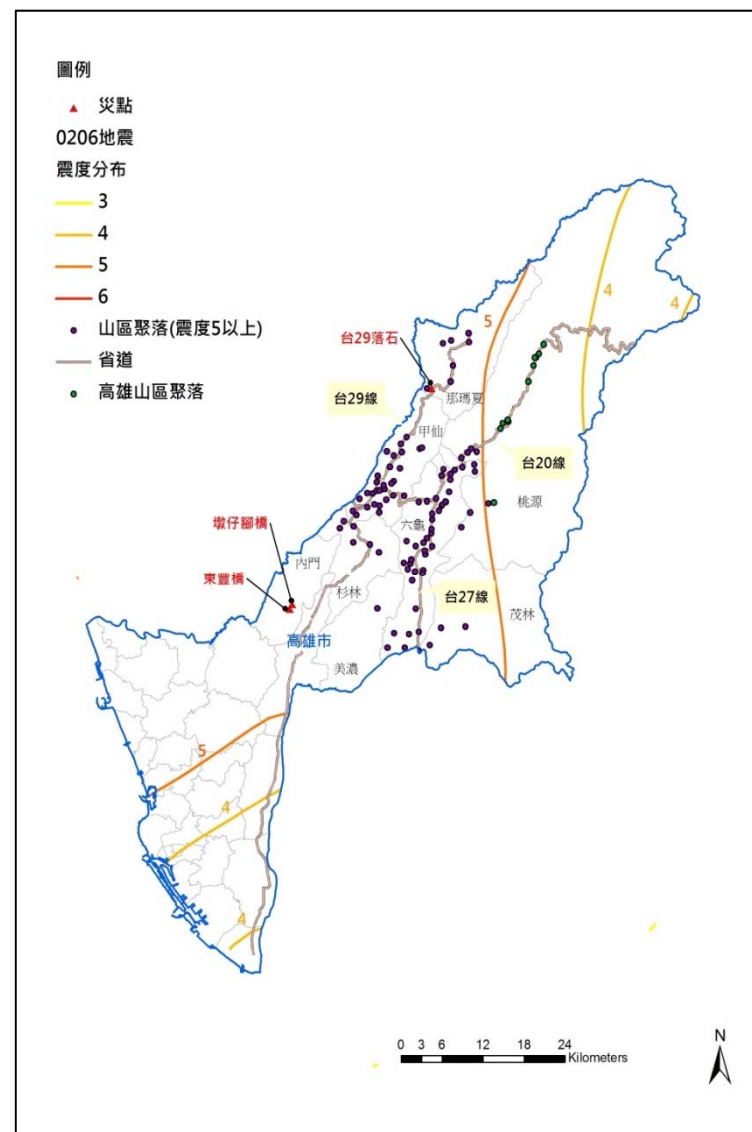 圖例
災點
0206地震
震度分布
3
4
5
6
山區聚落(震度5以上)
省道
高雄山區聚落
4
4
5
台29落石
那瑪夏
台29線
甲仙
台20線
桃源
六龜
墩仔腳橋
內門
東豐橋
杉林
台27線
茂林
高雄市
美濃
5
4
4
N
0 3 6 12 18 24
Kilometers